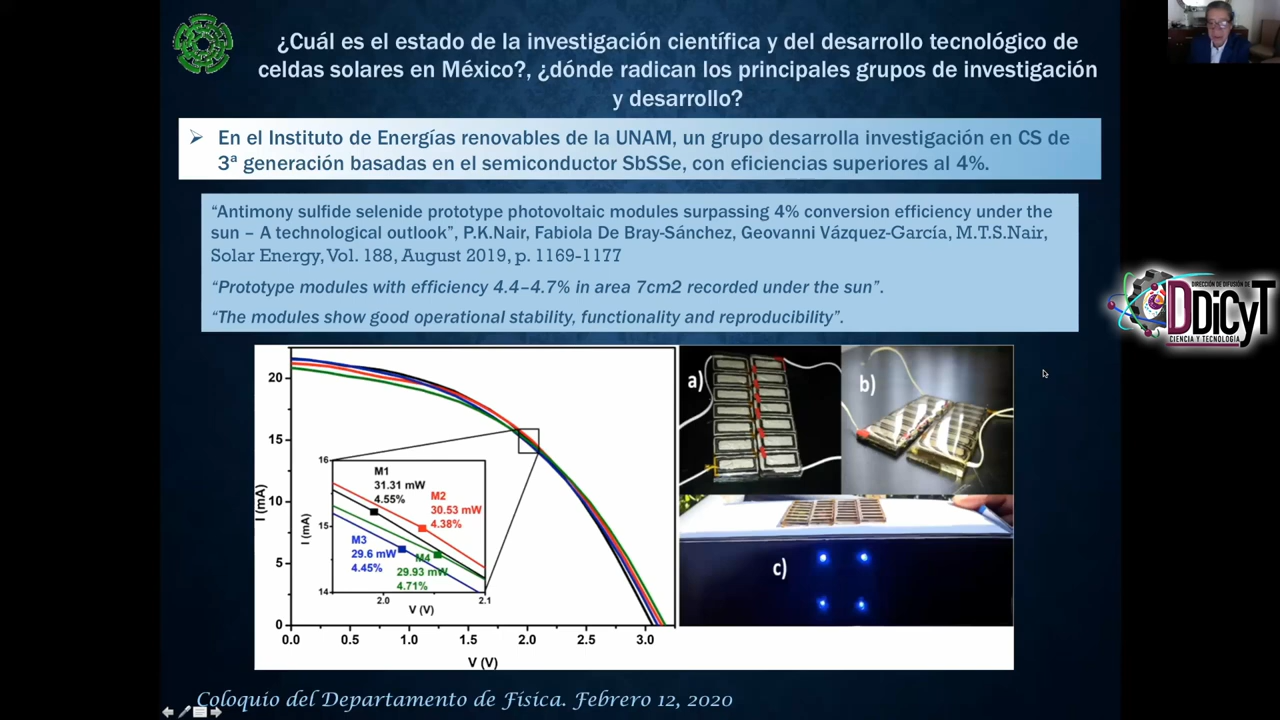 ¿Cuál es el estado de la investigación científica y del desarrollo tecnológico de
celdas solares en México?, ¿dónde radican los principales grupos de investigación
y desarrollo?
En el Instituto de Energías renovables de la UNAM, un grupo desarrolla investigación en CS de
3ª generación basadas en el semiconductor SbSSe, con eficiencias superiores al 4%.
“Antimony sulfide selenide prototype photovoltaic modules surpassing 4% conversion efficiency under the
sun – A technological outlook”, P.K.Nair, Fabiola De Bray-Sánchez, Geovanni Vázquez-García, M.T.S.Nair,
Solar Energy, Vol. 188, August 2019, p. 1169-1177
“Prototype modules with efficiency 4.4–4.7% in area 7cm2 recorded under the sun”.
“The modules show good operational stability, functionality and reproducibility”.
DIRECCIÓN DE DIFUSIÓN DE
DDiCyT
CIENCIA Y TECNOLOGÍA
I (mA)
20
15
10
5
0
0.0 0.5 1.0 1.5 2.0 2.5 3.0
V (V)
I (mA)
16
15
14
2.0 2.1
V (V)
M1
31.31 mW
4.55%
M2
30.53 mW
4.38%
M3
29.6 mW
4.45%
M4
29.93 mW
4.71%
a)
b)
c)
Coloquio del Departamento de Física. Febrero 12, 2020